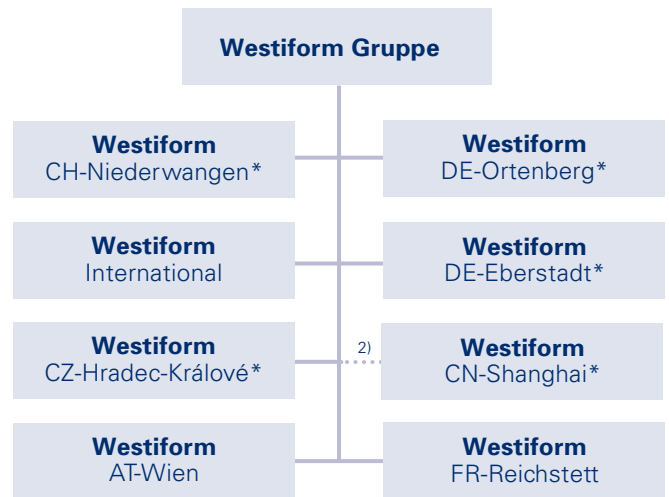 Westiform Gruppe
Westiform
CH-Niederwangen*
Westiform
DE-Ortenberg*
Westiform
International
Westiform
DE-Eberstadt*
Westiform
CZ-Hradec-Králové*
2)
Westiform
CN-Shanghai*
Westiform
AT-Wien
Westiform
FR-Reichstett